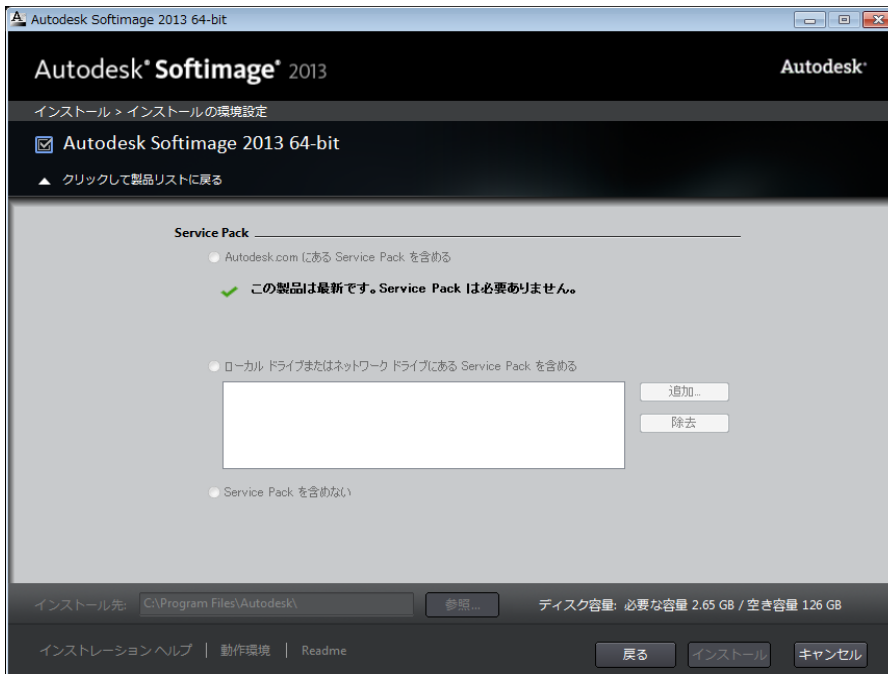 Autodesk Softimage 2013 64-bit
Autodesk® Softimage® 2013
Autodesk®
インストール > インストールの環境設定
Autodesk Softimage 2013 64-bit
クリックして製品リストに戻る
Service Pack
Autodesk.com にある Service Pack を含める
この製品は最新です。Service Pack は必要ありません。
ローカル ドライブまたはネットワーク ドライブにある Service Pack を含める
追加...
除去
Service Pack を含めない
インストール先: C:\Program Files\Autodesk\ 参照... ディスク容量: 必要な容量 2.65 GB / 空き容量 126 GB
インストレーション ヘルプ | 動作環境 | Readme 戻る インストール キャンセル